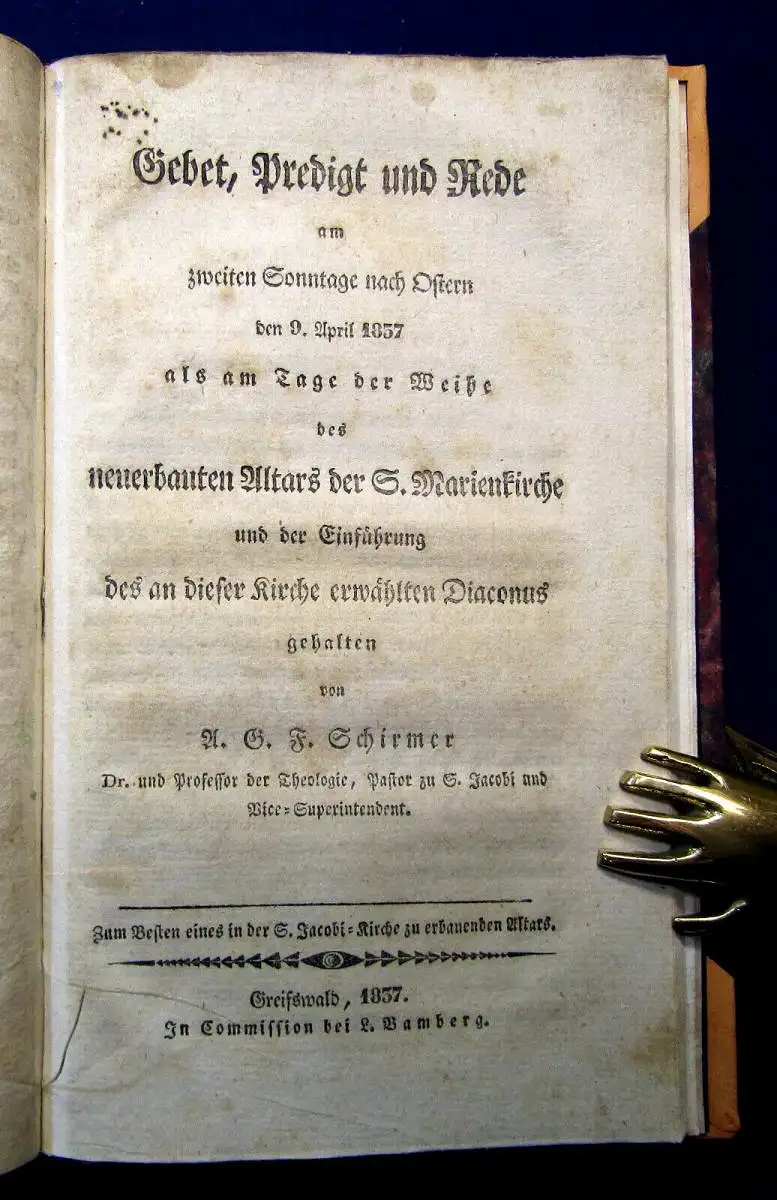 Gebet, Predigt und Rede
am
zweiten Sonntage nach Ostern
den 9. April 1837
als am Tage der Weihe
des
neuerbauten Altars der S. Marienkirche
und der Einführung
des an dieser Kirche erwählten Diaconus
gehalten
von
A. G. F. Schirmer
Dr. und Professor der Theologie, Pastor zu S. Jacobi und
Vice-Superintendent.
Zum Besten eines in der S. Jacobi-Kirche zu erbauenden Altars.
Greifswald, 1837.
In Commission bei L. Bamberg.